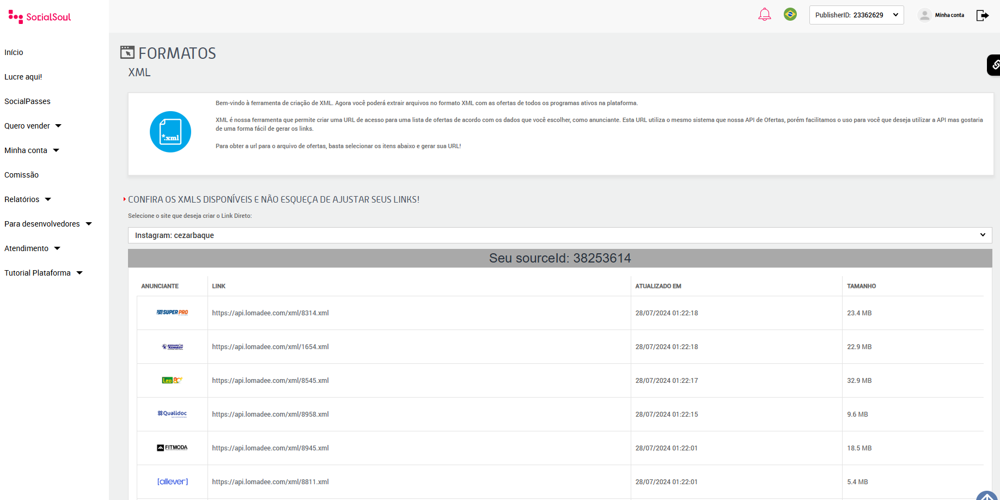 SocialSoul
PublisherID: 23362629
Minha conta
Início
Lucre aqui!
SocialPasses
Quero vender
Minha conta
Comissão
Relatórios
Para desenvolvedores
Atendimento
Tutorial Plataforma
FORMATOS
XML
*.xml
Bem-vindo à ferramenta de criação de XML. Agora você poderá extrair arquivos no formato XML com as ofertas de todos os programas ativos na plataforma.
XML é nossa ferramenta que permite criar uma URL de acesso para uma lista de ofertas de acordo com os dados que você escolher, como anunciante. Esta URL utiliza o mesmo sistema que nossa API de Ofertas, porém facilitamos o uso para você que deseja utilizar a API mas gostaria
de uma forma fácil de gerar os links.
Para obter a url para o arquivo de ofertas, basta selecionar os itens abaixo e gerar sua URL!
CONFIRA OS XMLS DISPONÍVEIS E NÃO ESQUEÇA DE AJUSTAR SEUS LINKS!
Selecione o site que deseja criar o Link Direto:
Instagram: cezarbaque
Seu sourceId: 38253614
ANUNCIANTE LINK ATUALIZADO EM TAMANHO
SUPER PRO https://api.lomadee.com/xml/8314.xml 28/07/2024 01:22:18 23.4 MB
KENNEDY https://api.lomadee.com/xml/1654.xml 28/07/2024 01:22:18 22.9 MB
Leo https://api.lomadee.com/xml/8545.xml 28/07/2024 01:22:17 32.9 MB
Qualidoc https://api.lomadee.com/xml/8958.xml 28/07/2024 01:22:15 9.6 MB
FITMODA https://api.lomadee.com/xml/8945.xml 28/07/2024 01:22:01 18.5 MB
[allever] https://api.lomadee.com/xml/8811.xml 28/07/2024 01:22:01 5.4 MB